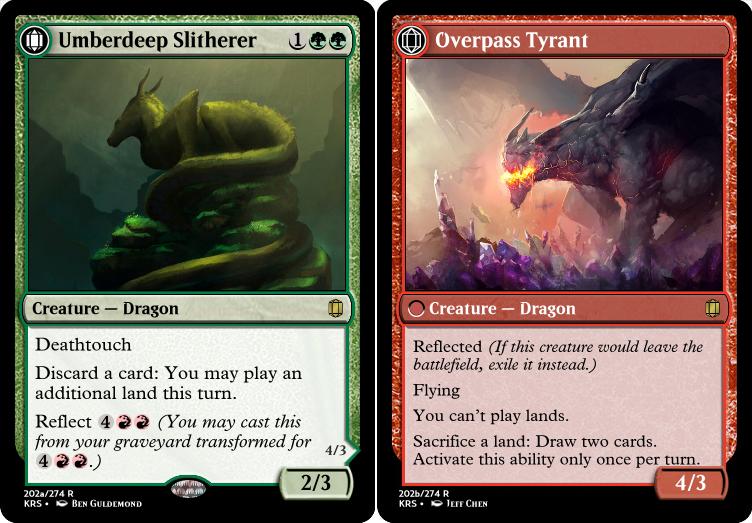 Umberdeep Slitherer 1
Creature — Dragon
Deathtouch
Discard a card: You may play an
additional land this turn.
Reflect 4 (You may cast this
from your graveyard transformed for
4 .)
4/3
2/3
202a/274 R
KRS • Ben Guldemond
Overpass Tyrant
Creature — Dragon
Reflected (If this creature would leave the
battlefield, exile it instead.)
Flying
You can't play lands.
Sacrifice a land: Draw two cards.
Activate this ability only once per turn.
4/3
202b/274 R
KRS • Jeff Chen